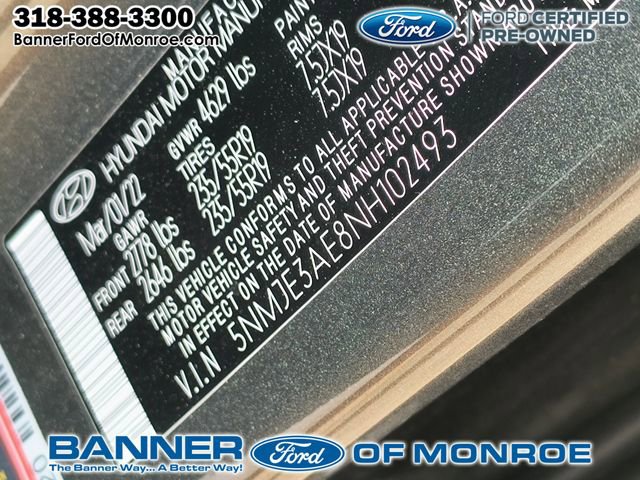 318-388-3300
BannerFordOfMonroe.com
Ford
FORD CERTIFIED
PRE-OWNED
HYUNDAI MOTOR
Mar/01/22
GVWR 4629 lbs
GAWR TIRES RIMS
FRONT 2778 lbs 235/55R19 7.5JX19
REAR 2646 lbs 235/55R19 7.5JX19
THIS VEHICLE CONFORMS TO ALL APPLICABLE
MOTOR VEHICLE SAFETY AND THEFT PREVENTION
IN EFFECT ON THE DATE OF MANUFACTURE SHOWN
V.I.N 5NMJE3AE8NH102493
BANNER Ford OF MONROE
The Banner Way... A Better Way!